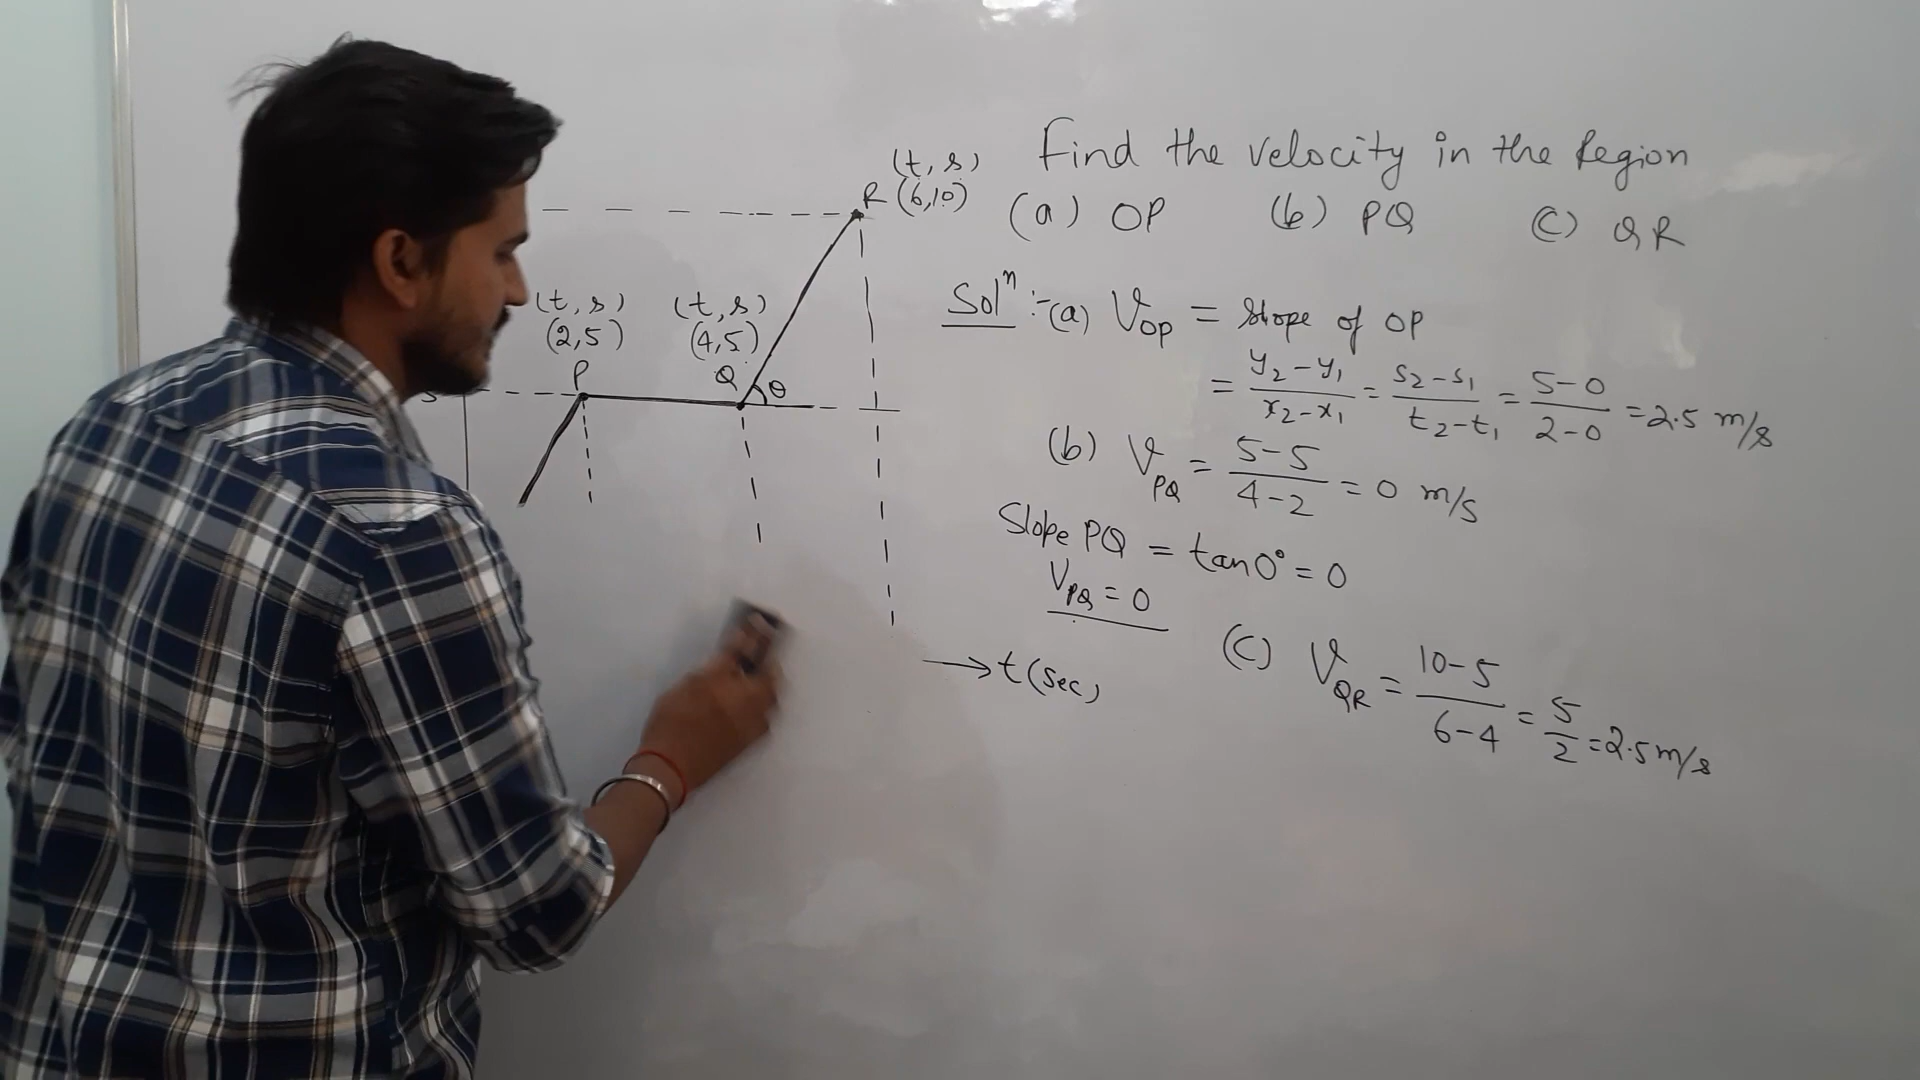 (t, s)
R (6,10)
(t, s)
(2,5)
P
(t, s)
(4,5)
Q θ
5
→ t (sec)
Find the velocity in the Region
(a) OP (b) PQ (c) QR
Solⁿ :- (a) V_OP = Slope of OP
= (y₂-y₁)/(x₂-x₁) = (s₂-s₁)/(t₂-t₁) = (5-0)/(2-0) = 2.5 m/s
(b) V_PQ = (5-5)/(4-2) = 0 m/s
Slope PQ = tan0° = 0
V_PQ = 0
(c) V_QR = (10-5)/(6-4) = 5/2 = 2.5 m/s